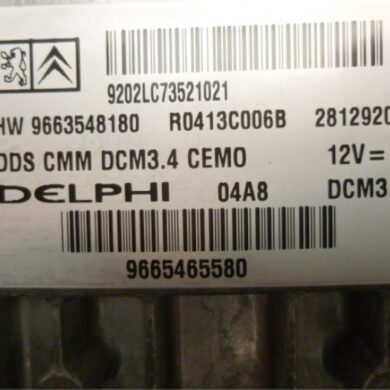 9202LC73521021
HW 9663548180 R0413C006B 2812920
DDS CMM DCM3.4 CEMO 12V=
DELPHI 04A8 DCM3
9665465580